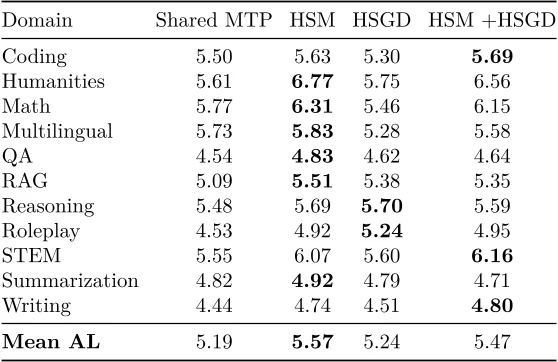 Domain Shared MTP HSM HSGD HSM +HSGD
Coding 5.50 5.63 5.30 5.69
Humanities 5.61 6.77 5.75 6.56
Math 5.77 6.31 5.46 6.15
Multilingual 5.73 5.83 5.28 5.58
QA 4.54 4.83 4.62 4.64
RAG 5.09 5.51 5.38 5.35
Reasoning 5.48 5.69 5.70 5.59
Roleplay 4.53 4.92 5.24 4.95
STEM 5.55 6.07 5.60 6.16
Summarization 4.82 4.92 4.79 4.71
Writing 4.44 4.74 4.51 4.80
Mean AL 5.19 5.57 5.24 5.47